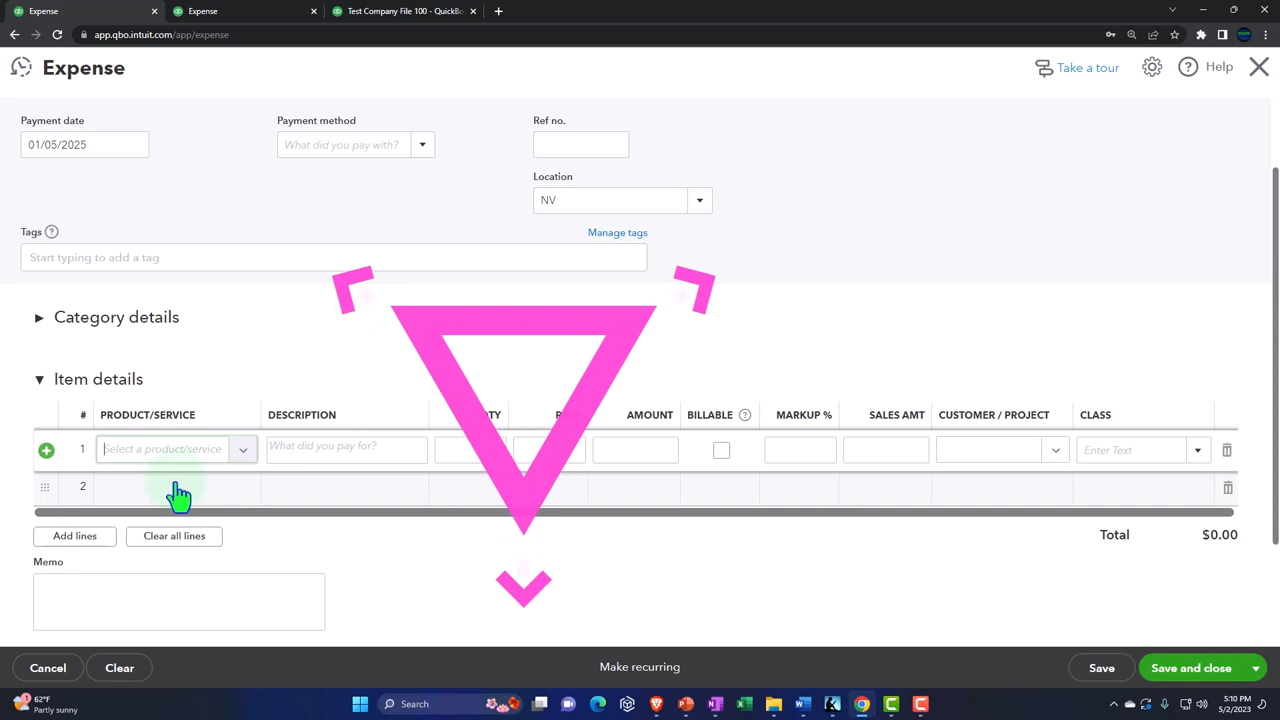 Expense
Expense
Test Company File 100 - QuickB
app.qbo.intuit.com/app/expense
Expense
Take a tour
Help
Payment date
Payment method
Ref no.
01/05/2025
What did you pay with?
Location
NV
Tags
Manage tags
Start typing to add a tag
Category details
Item details
# PRODUCT/SERVICE DESCRIPTION QTY AMOUNT BILLABLE MARKUP % SALES AMT CUSTOMER / PROJECT CLASS
1 Select a product/service What did you pay for? Enter Text
2
Add lines Clear all lines Total $0.00
Memo
Cancel Clear Make recurring Save Save and close
2
62°F
Partly sunny
Search
5:10 PM
5/2/2023